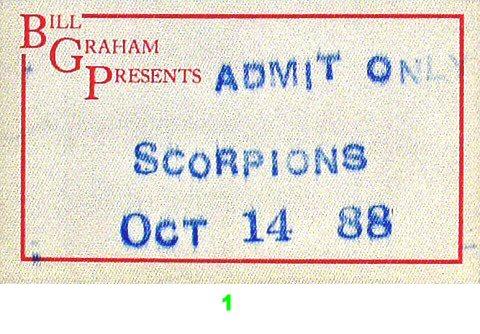 BILL
GRAHAM
PRESENTS
ADMIT ONLY
SCORPIONS
OCT 14 88
1